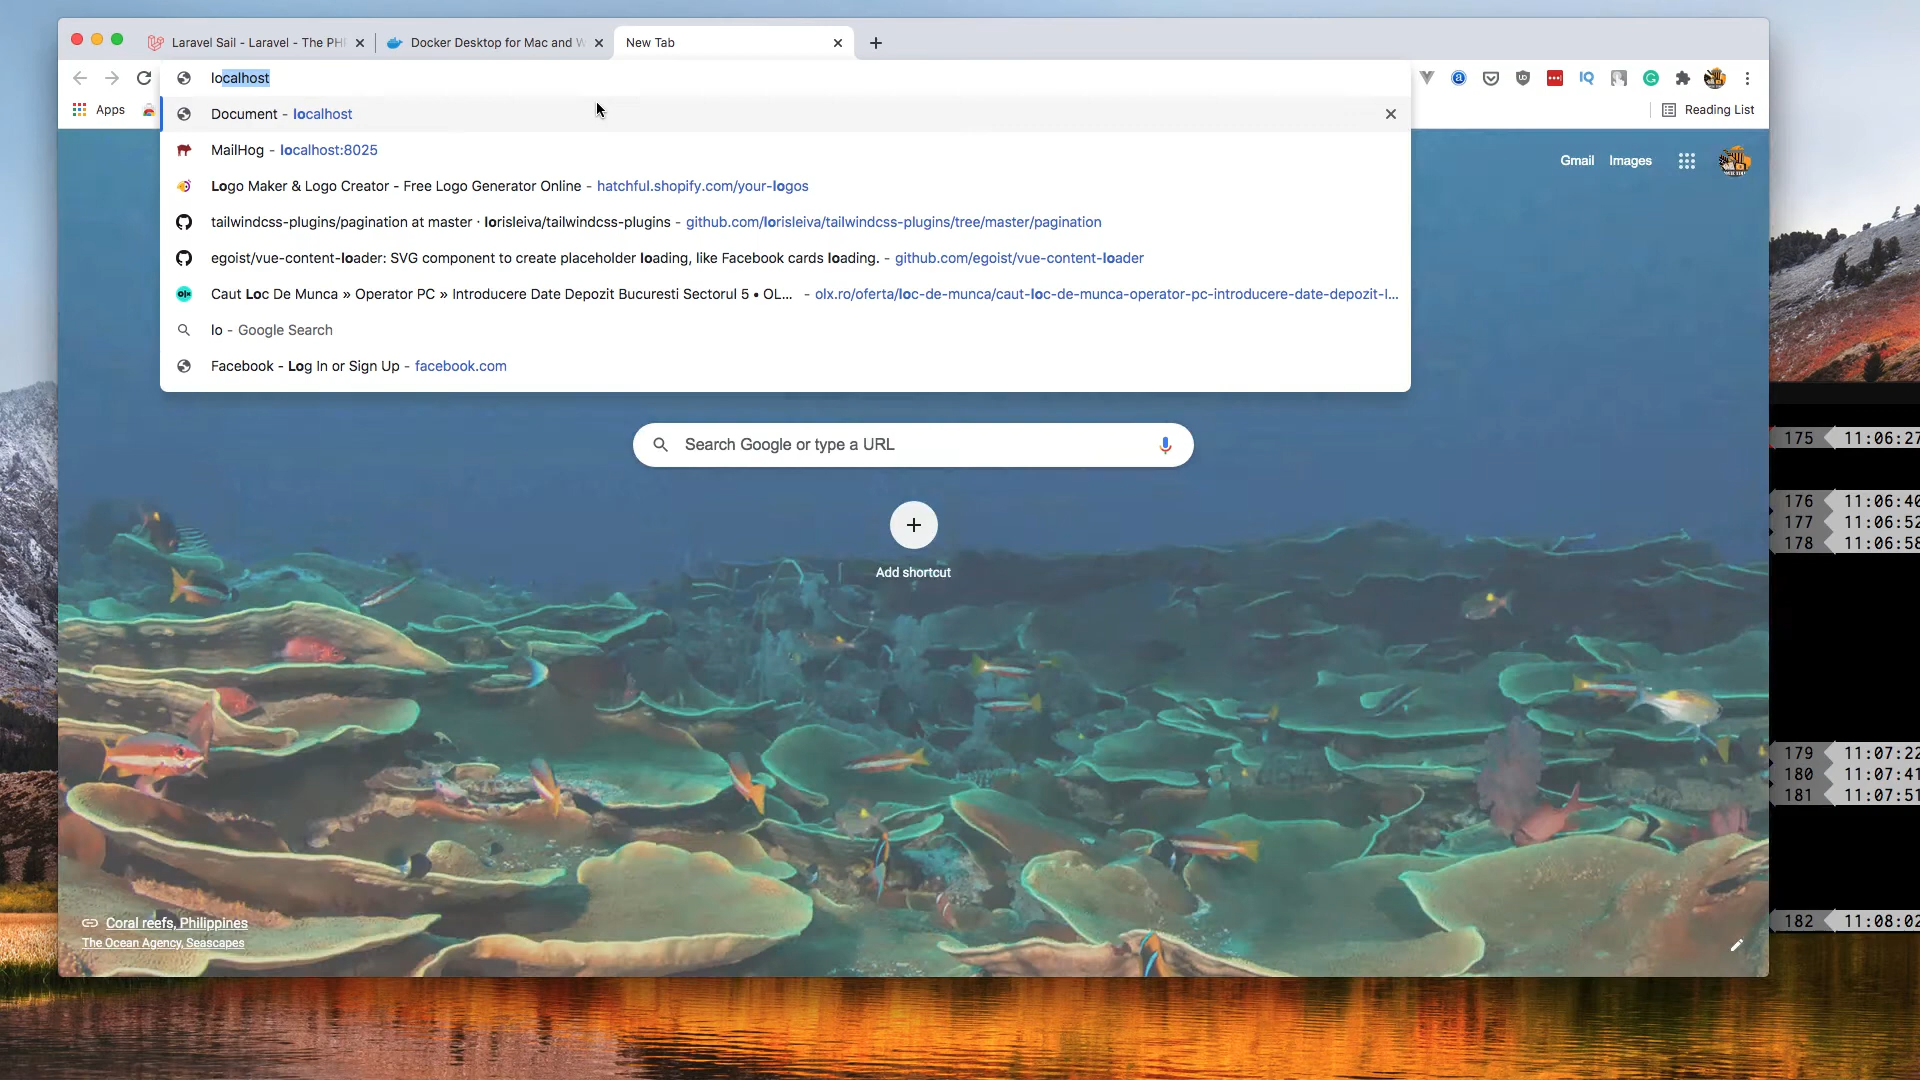 Laravel Sail - Laravel - The PH
Docker Desktop for Mac and W
New Tab
localhost
Document - localhost
MailHog - localhost:8025
Logo Maker & Logo Creator - Free Logo Generator Online - hatchful.shopify.com/your-logos
tailwindcss-plugins/pagination at master · lorisleiva/tailwindcss-plugins - github.com/lorisleiva/tailwindcss-plugins/tree/master/pagination
egoist/vue-content-loader: SVG component to create placeholder loading, like Facebook cards loading. - github.com/egoist/vue-content-loader
olx Caut Loc De Munca » Operator PC » Introducere Date Depozit Bucuresti Sectorul 5 • OL... - olx.ro/oferta/loc-de-munca/caut-loc-de-munca-operator-pc-introducere-date-depozit-l...
lo - Google Search
Facebook - Log In or Sign Up - facebook.com
IQ
Apps
Reading List
Gmail Images
Search Google or type a URL
Add shortcut
Coral reefs, Philippines
The Ocean Agency, Seascapes
175 11:06:27
176 11:06:40
177 11:06:52
178 11:06:58
179 11:07:22
180 11:07:41
181 11:07:51
182 11:08:02